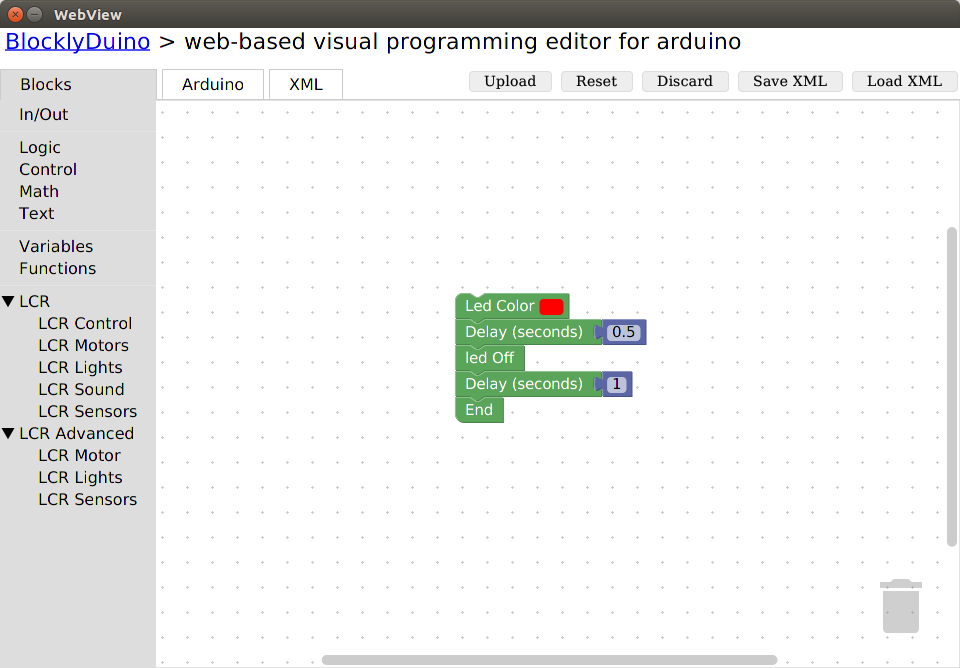 WebView
BlocklyDuino > web-based visual programming editor for arduino
Blocks Arduino XML Upload Reset Discard Save XML Load XML
In/Out
Logic
Control
Math
Text
Variables
Functions
LCR
LCR Control
LCR Motors
LCR Lights
LCR Sound
LCR Sensors
LCR Advanced
LCR Motor
LCR Lights
LCR Sensors
Led Color
Delay (seconds) 0.5
led Off
Delay (seconds) 1
End